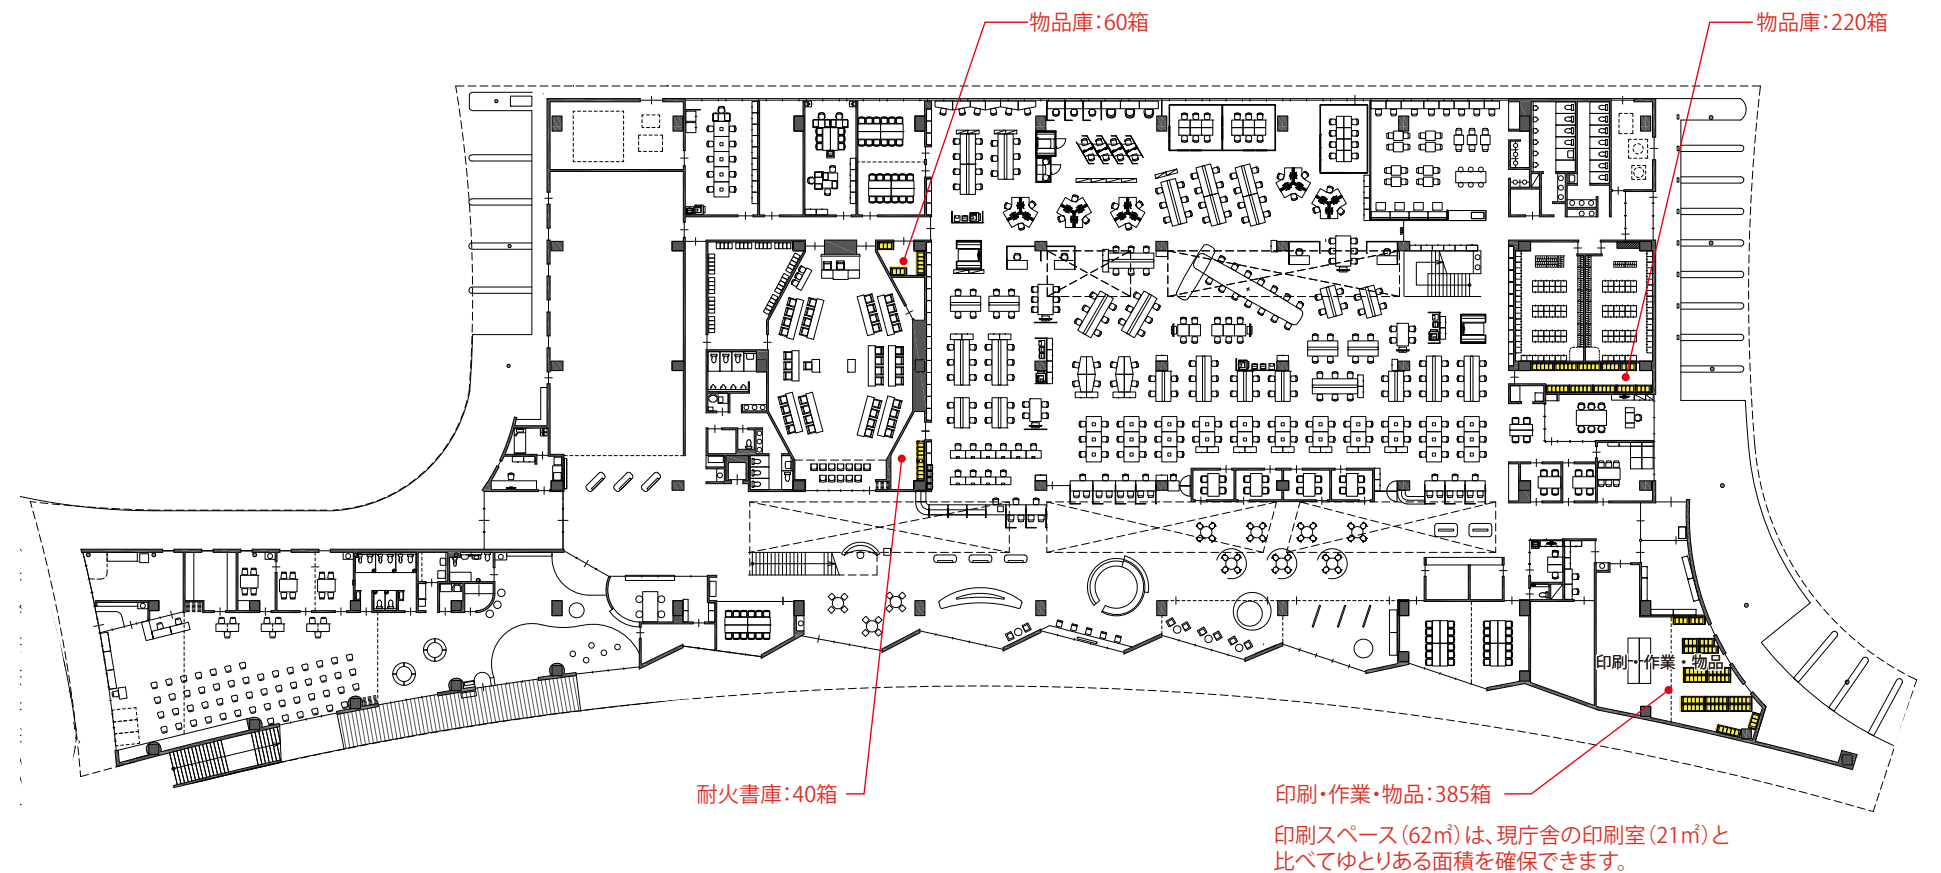 物品庫：60箱
物品庫：220箱
印刷・作業・物品
耐火書庫：40箱
印刷・作業・物品：385箱
印刷スペース（62㎡）は、現庁舎の印刷室（21㎡）と
比べてゆとりある面積を確保できます。